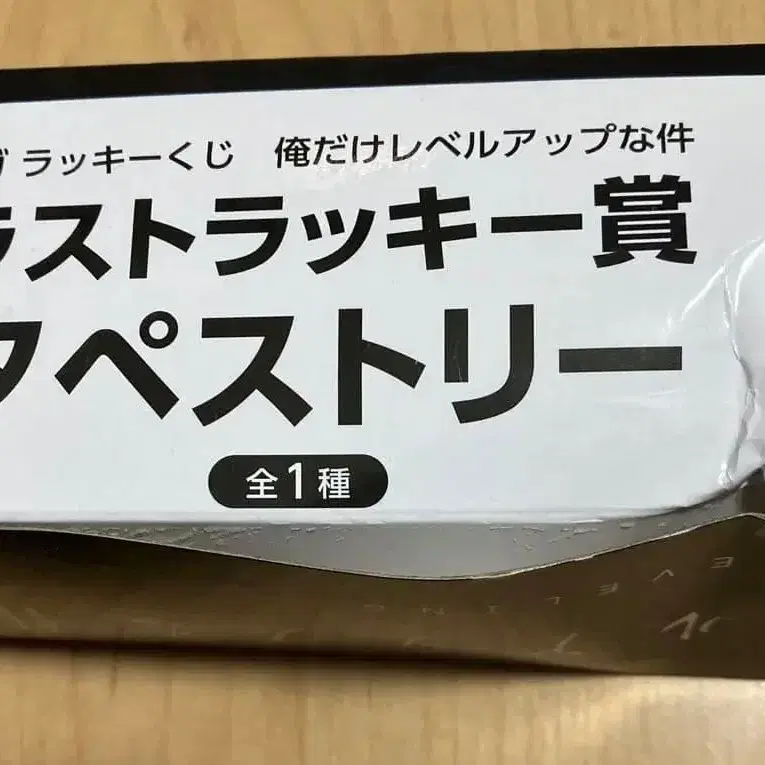 ラッキーくじ 俺だけレベルアップな件
ラストラッキー賞
タペストリー
全1種